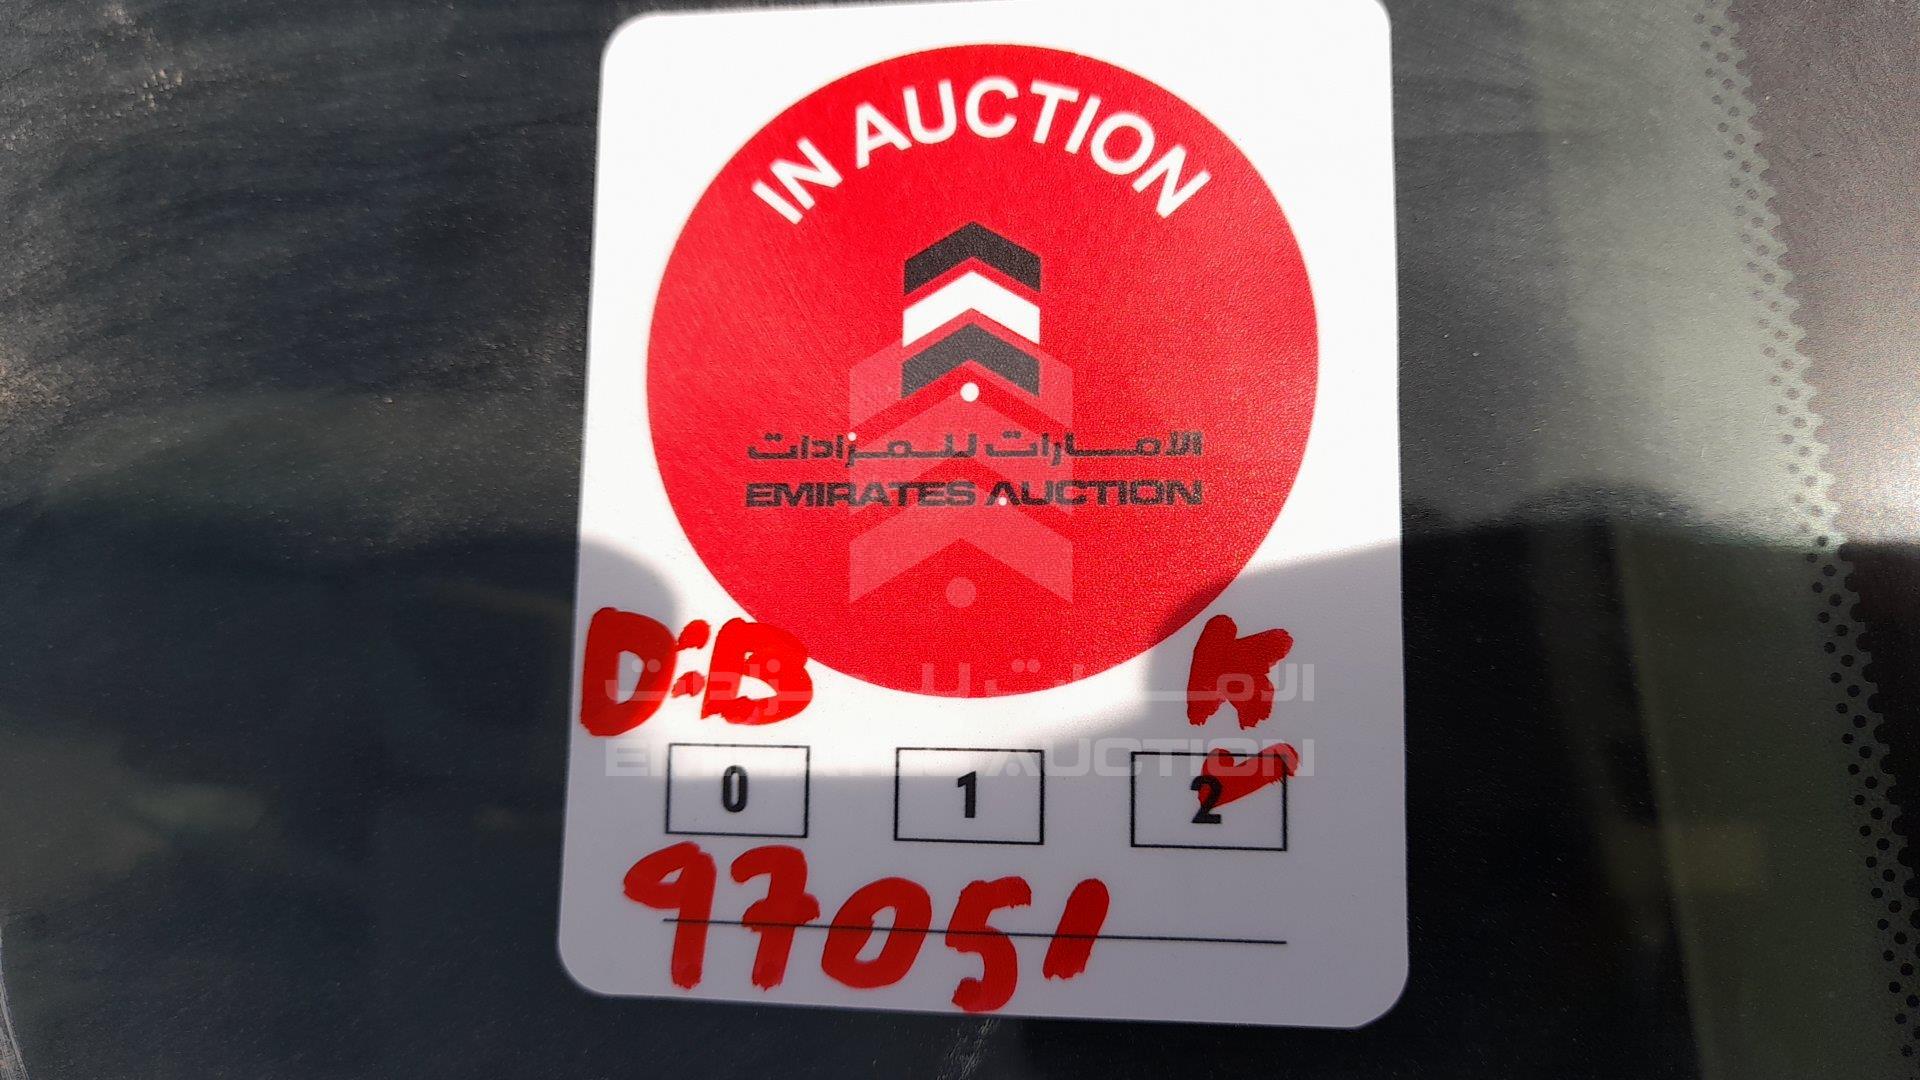 IN AUCTION
الامارات للمزادات
EMIRATES AUCTION
D:B K
الامارات للمزادات
EMIRATES AUCTION
0 1 2
97051